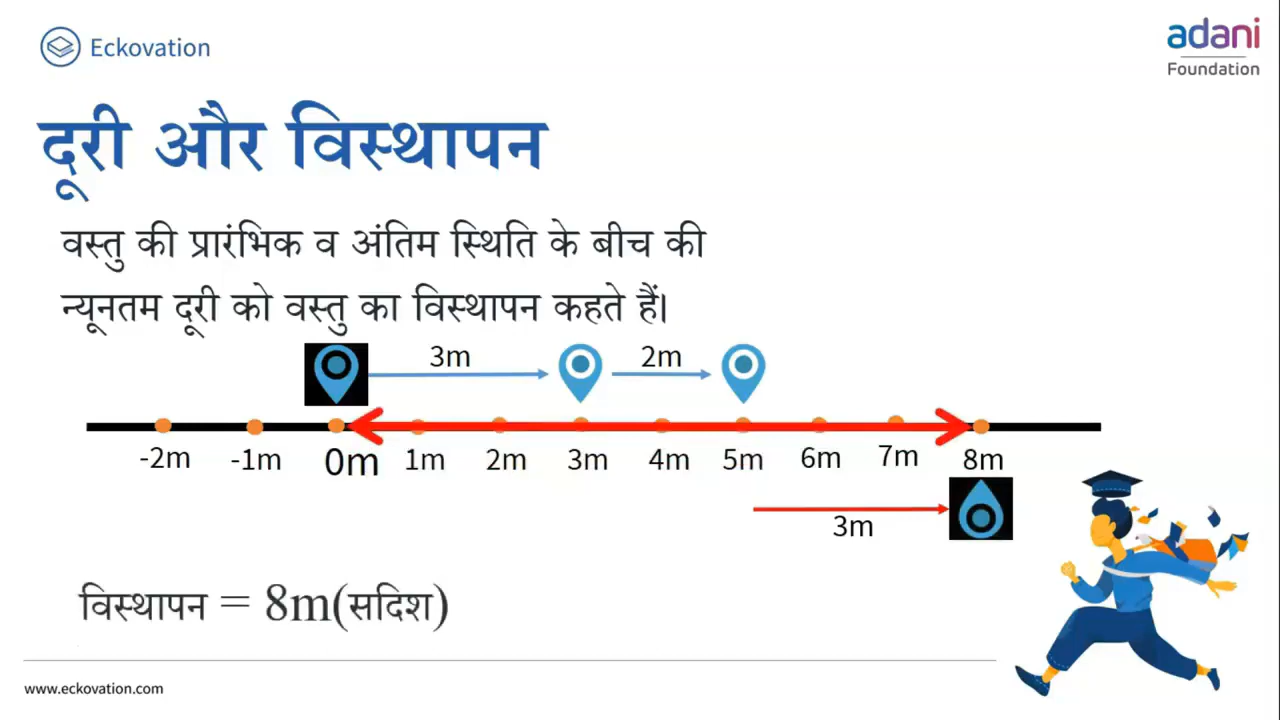 Eckovation
adani
Foundation
दूरी और विस्थापन
वस्तु की प्रारंभिक व अंतिम स्थिति के बीच की
न्यूनतम दूरी को वस्तु का विस्थापन कहते हैं।
3m 2m
-2m -1m 0m 1m 2m 3m 4m 5m 6m 7m 8m
3m
विस्थापन = 8m(सदिश)
www.eckovation.com